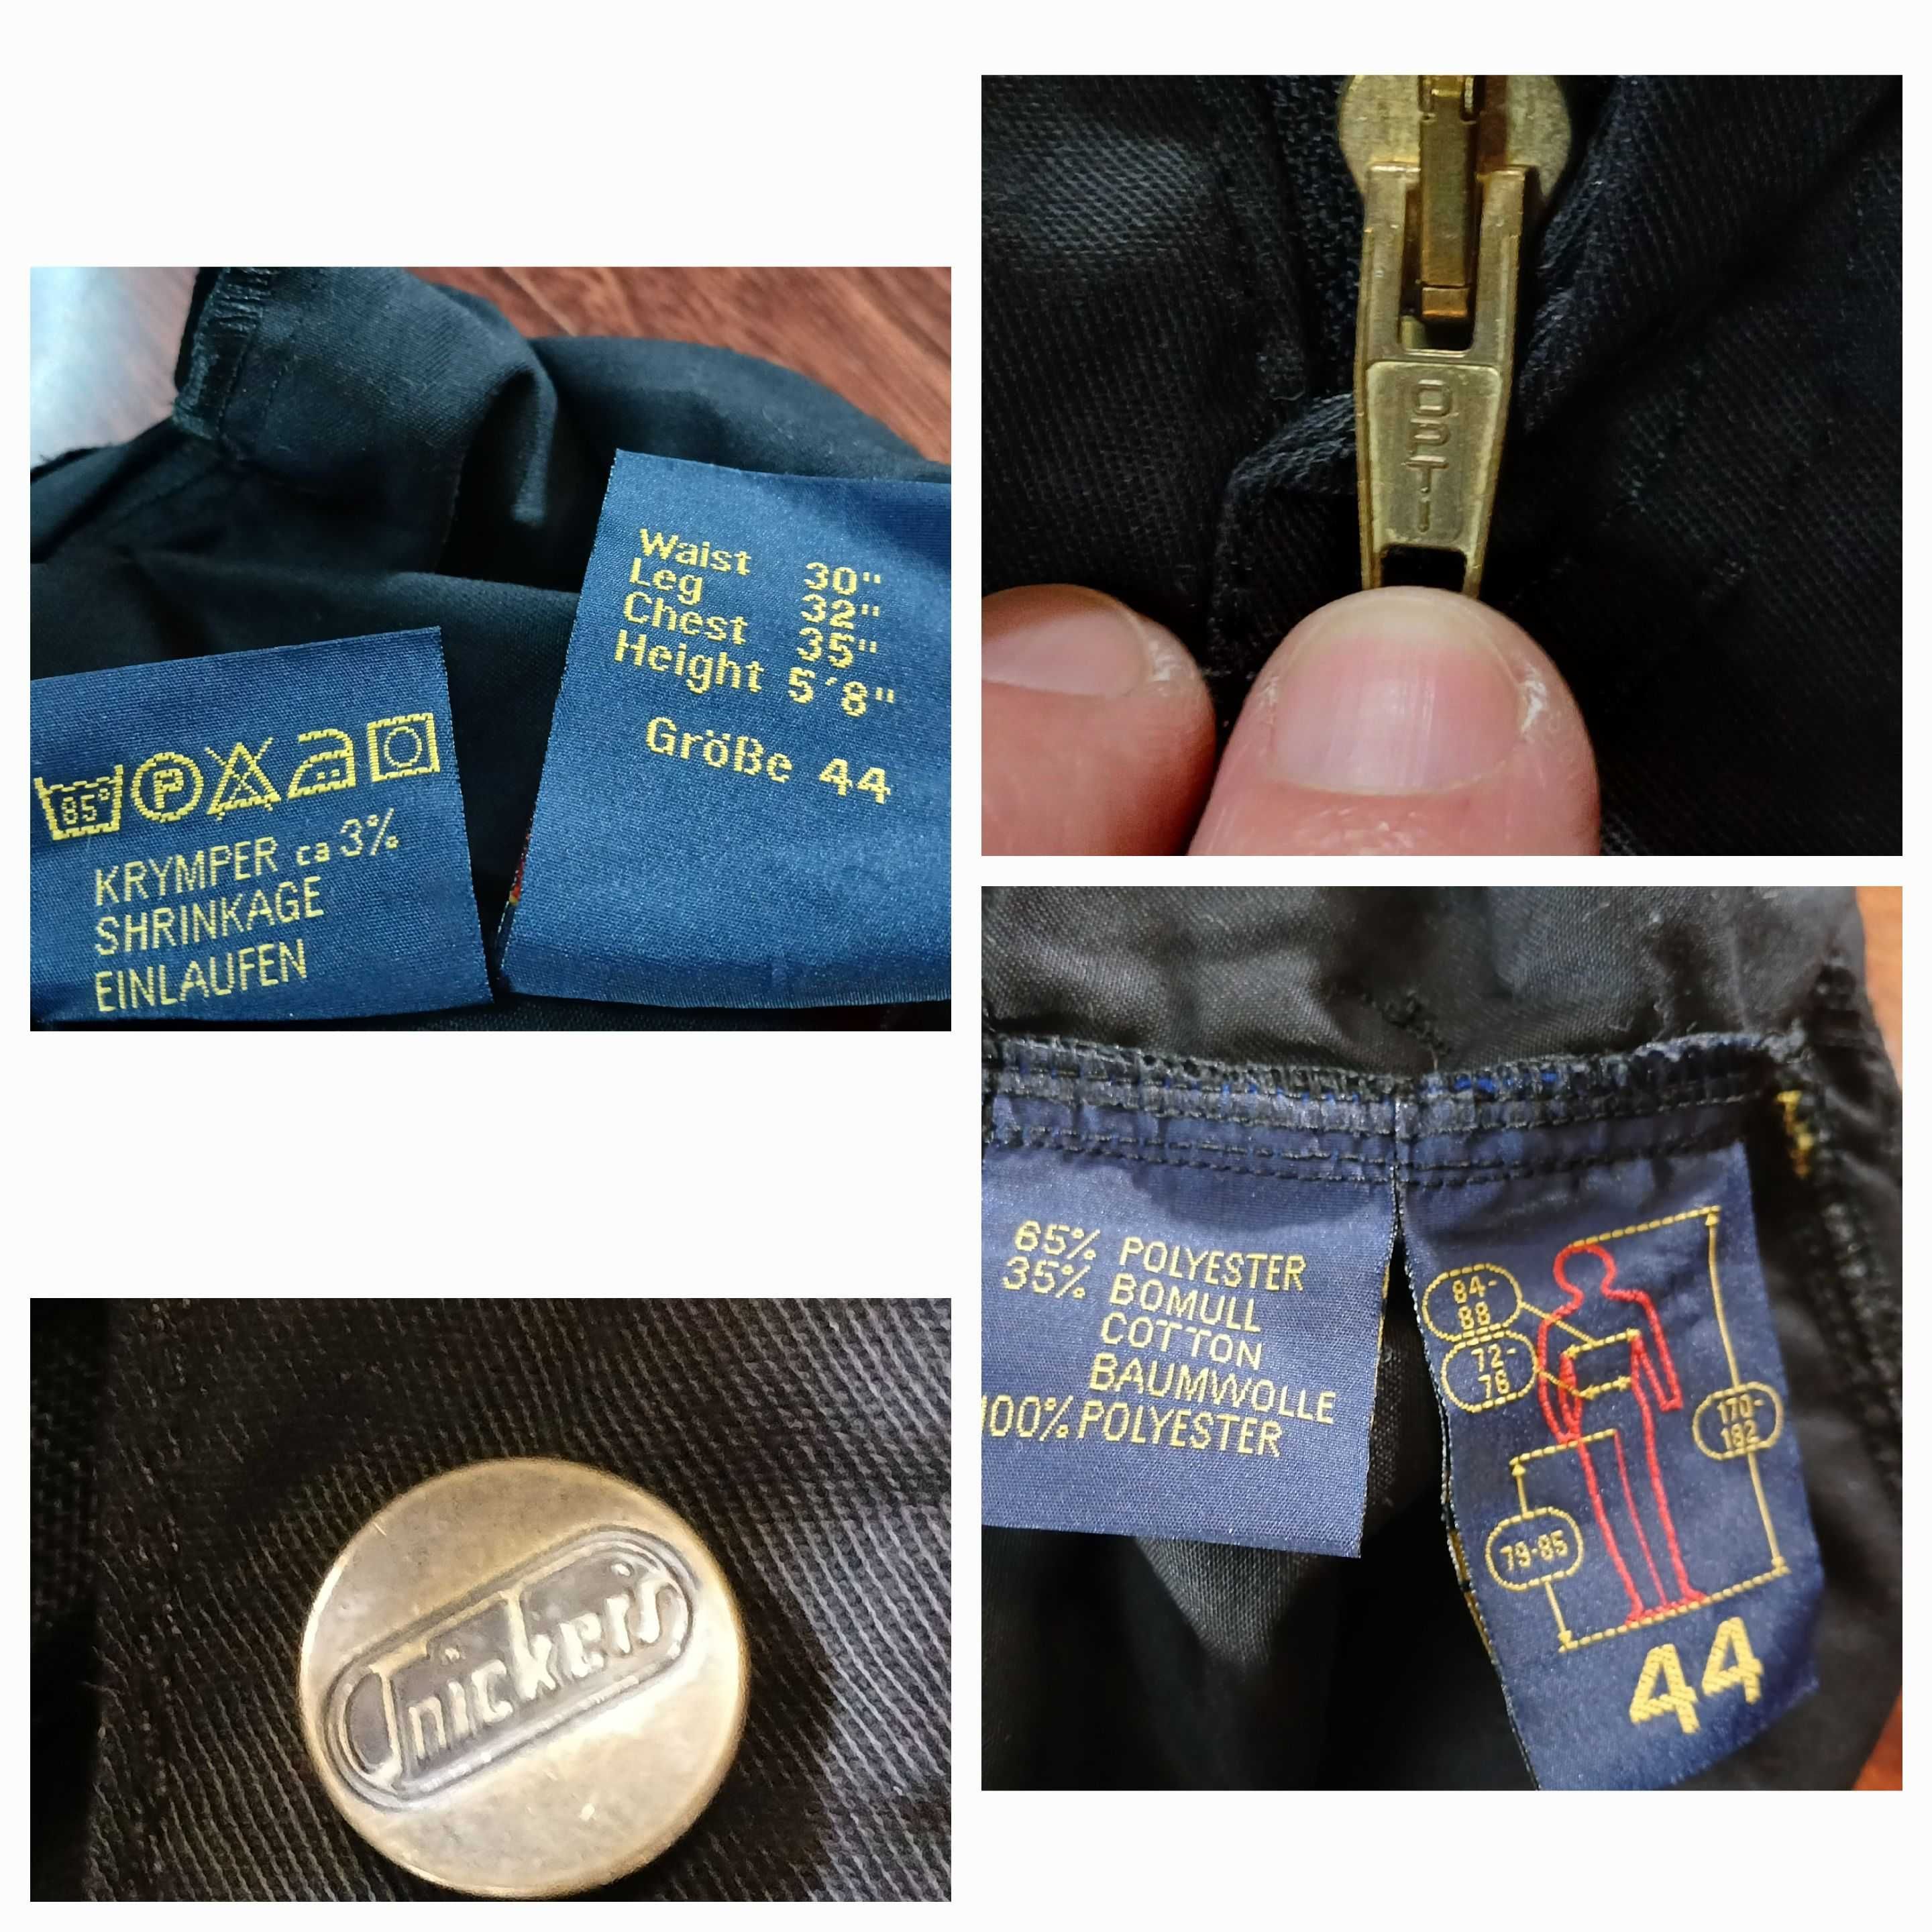 Waist 30"
Leg 32"
Chest 35"
Height 5'8"
Größe 44
85° P
KRYMPER ca 3%
SHRINKAGE
EINLAUFEN
OPTI
Snickers
65% POLYESTER
35% BOMULL
COTTON
BAUMWOLLE
100% POLYESTER
84-
88
72-
76
170-
182
79-85
44